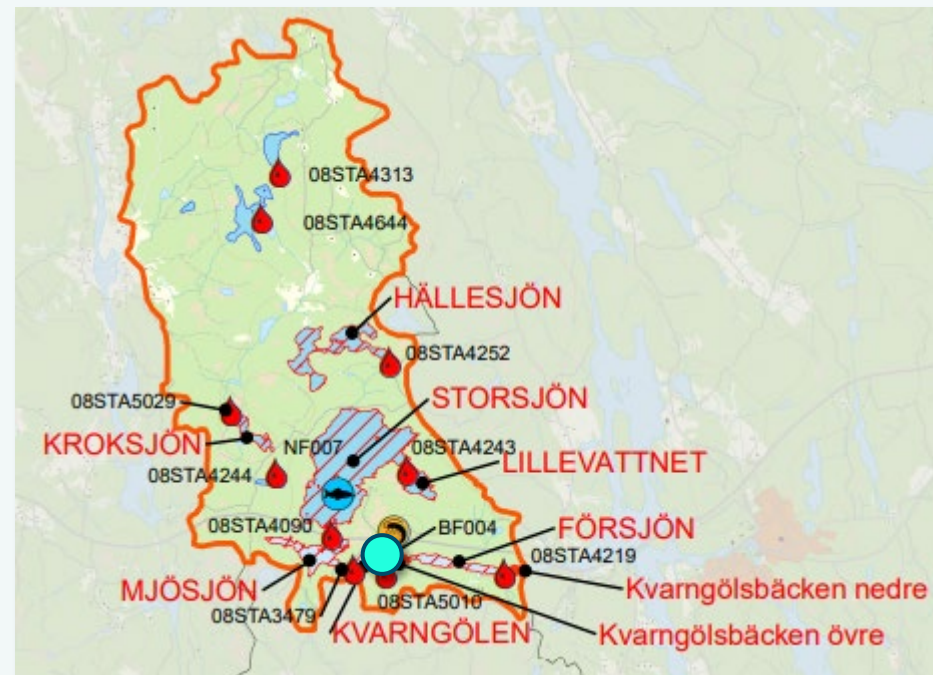 08STA4313
08STA4644
HÄLLESJÖN
08STA4252
STORSJÖN
08STA5029
KROKSJÖN
NF007
08STA4243
LILLEVATTNET
08STA4244
08STA4090
BF004
FÖRSJÖN
08STA4219
MJÖSJÖN
Kvarngölsbäcken nedre
08STA3479
08STA5010
KVARNGÖLEN
Kvarngölsbäcken övre